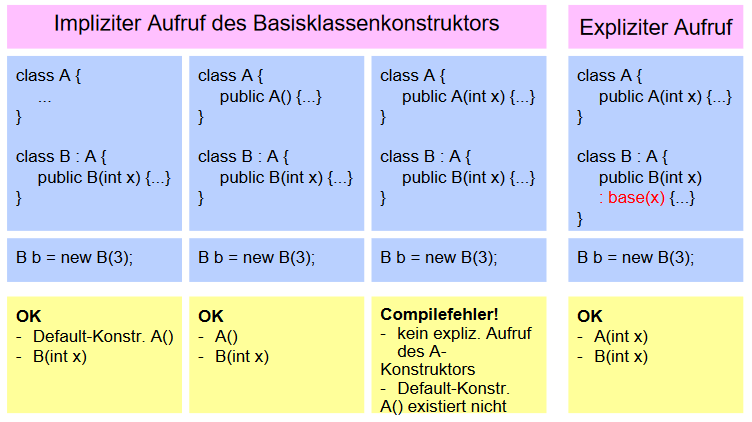 Impliziter Aufruf des Basisklassenkonstruktors
class A {
...
}
class B : A {
public B(int x) {...}
}
B b = new B(3);
OK
- Default-Konstr. A()
- B(int x)
class A {
public A() {...}
}
class B : A {
public B(int x) {...}
}
B b = new B(3);
OK
- A()
- B(int x)
class A {
public A(int x) {...}
}
class B : A {
public B(int x) {...}
}
B b = new B(3);
Compilefehler!
- kein expliz. Aufruf
des A-
Konstruktors
- Default-Konstr.
A() existiert nicht
Expliziter Aufruf
class A {
public A(int x) {...}
}
class B : A {
public B(int x)
: base(x) {...}
}
B b = new B(3);
OK
- A(int x)
- B(int x)